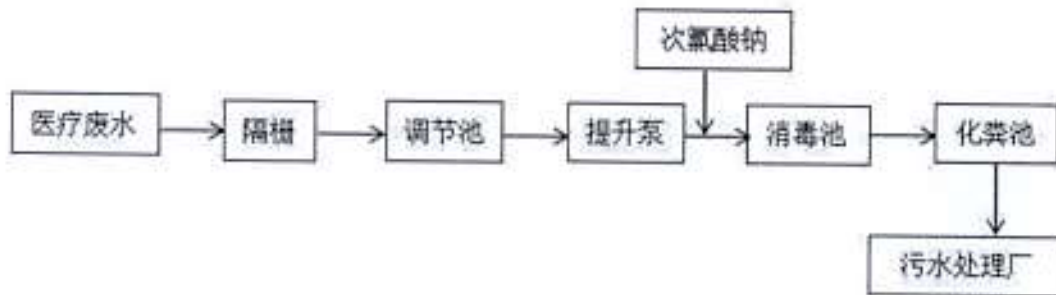 次氯酸钠
医疗废水
隔栅
调节池
提升泵
消毒池
化粪池
污水处理厂